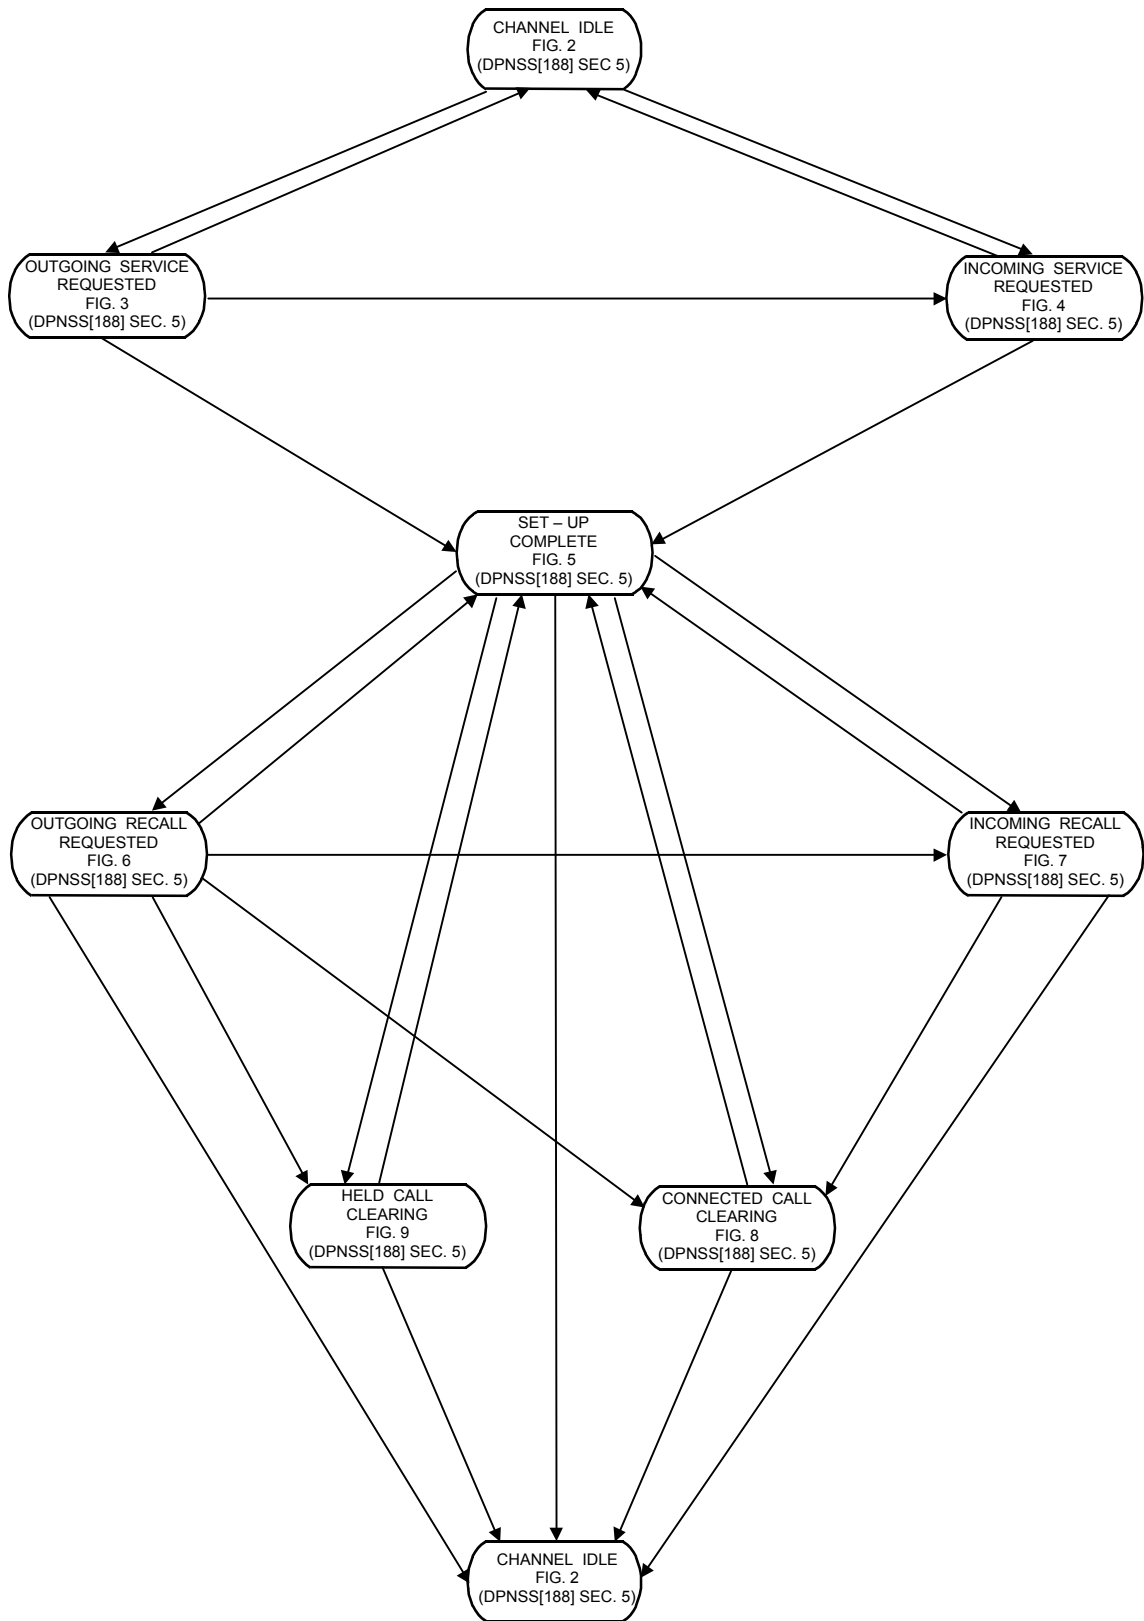 CHANNEL IDLE
FIG. 2
(DPNSS[188] SEC 5)
OUTGOING SERVICE
REQUESTED
FIG. 3
(DPNSS[188] SEC. 5)
INCOMING SERVICE
REQUESTED
FIG. 4
(DPNSS[188] SEC. 5)
SET – UP
COMPLETE
FIG. 5
(DPNSS[188] SEC. 5)
OUTGOING RECALL
REQUESTED
FIG. 6
(DPNSS[188] SEC. 5)
INCOMING RECALL
REQUESTED
FIG. 7
(DPNSS[188] SEC. 5)
HELD CALL
CLEARING
FIG. 9
(DPNSS[188] SEC. 5)
CONNECTED CALL
CLEARING
FIG. 8
(DPNSS[188] SEC. 5)
CHANNEL IDLE
FIG. 2
(DPNSS[188] SEC. 5)